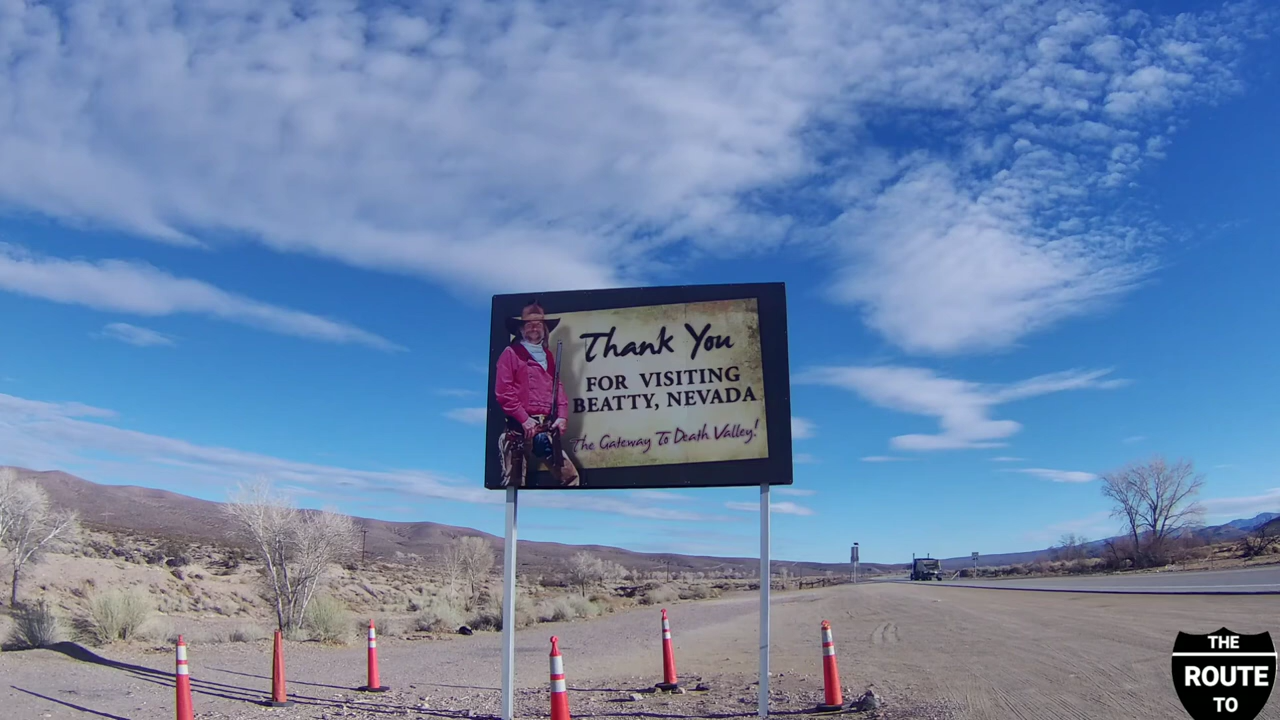 Thank You
FOR VISITING
BEATTY, NEVADA
The Gateway To Death Valley!
THE
ROUTE
TO